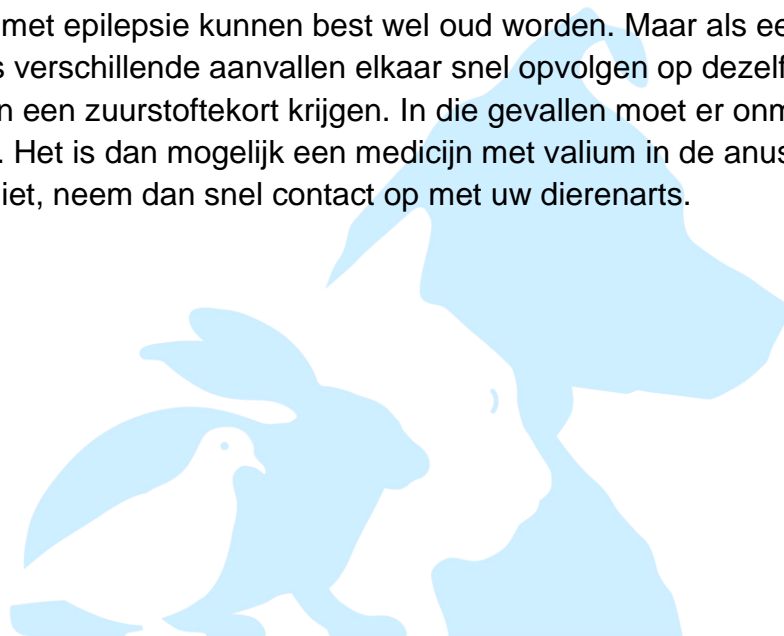 met epilepsie kunnen best wel oud worden. Maar als ee
verschillende aanvallen elkaar snel opvolgen op dezelf
n een zuurstoftekort krijgen. In die gevallen moet er onm
. Het is dan mogelijk een medicijn met valium in de anus
iet, neem dan snel contact op met uw dierenarts.